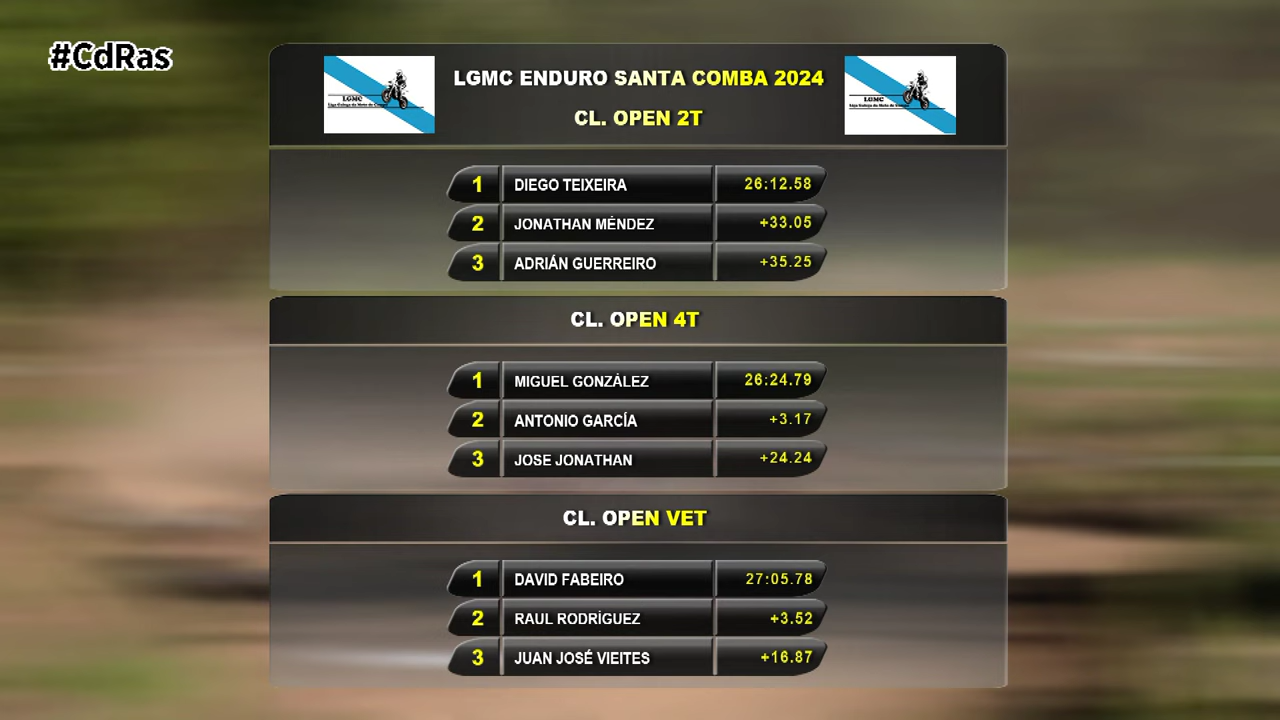 #CdRas
LGMC ENDURO SANTA COMBA 2024
CL. OPEN 2T
1 DIEGO TEIXEIRA 26:12.58
2 JONATHAN MÉNDEZ +33.05
3 ADRIÁN GUERREIRO +35.25
CL. OPEN 4T
1 MIGUEL GONZÁLEZ 26:24.79
2 ANTONIO GARCÍA +3.17
3 JOSE JONATHAN +24.24
CL. OPEN VET
1 DAVID FABEIRO 27:05.78
2 RAUL RODRÍGUEZ +3.52
3 JUAN JOSÉ VIEITES +16.87
LGMC
LGMC